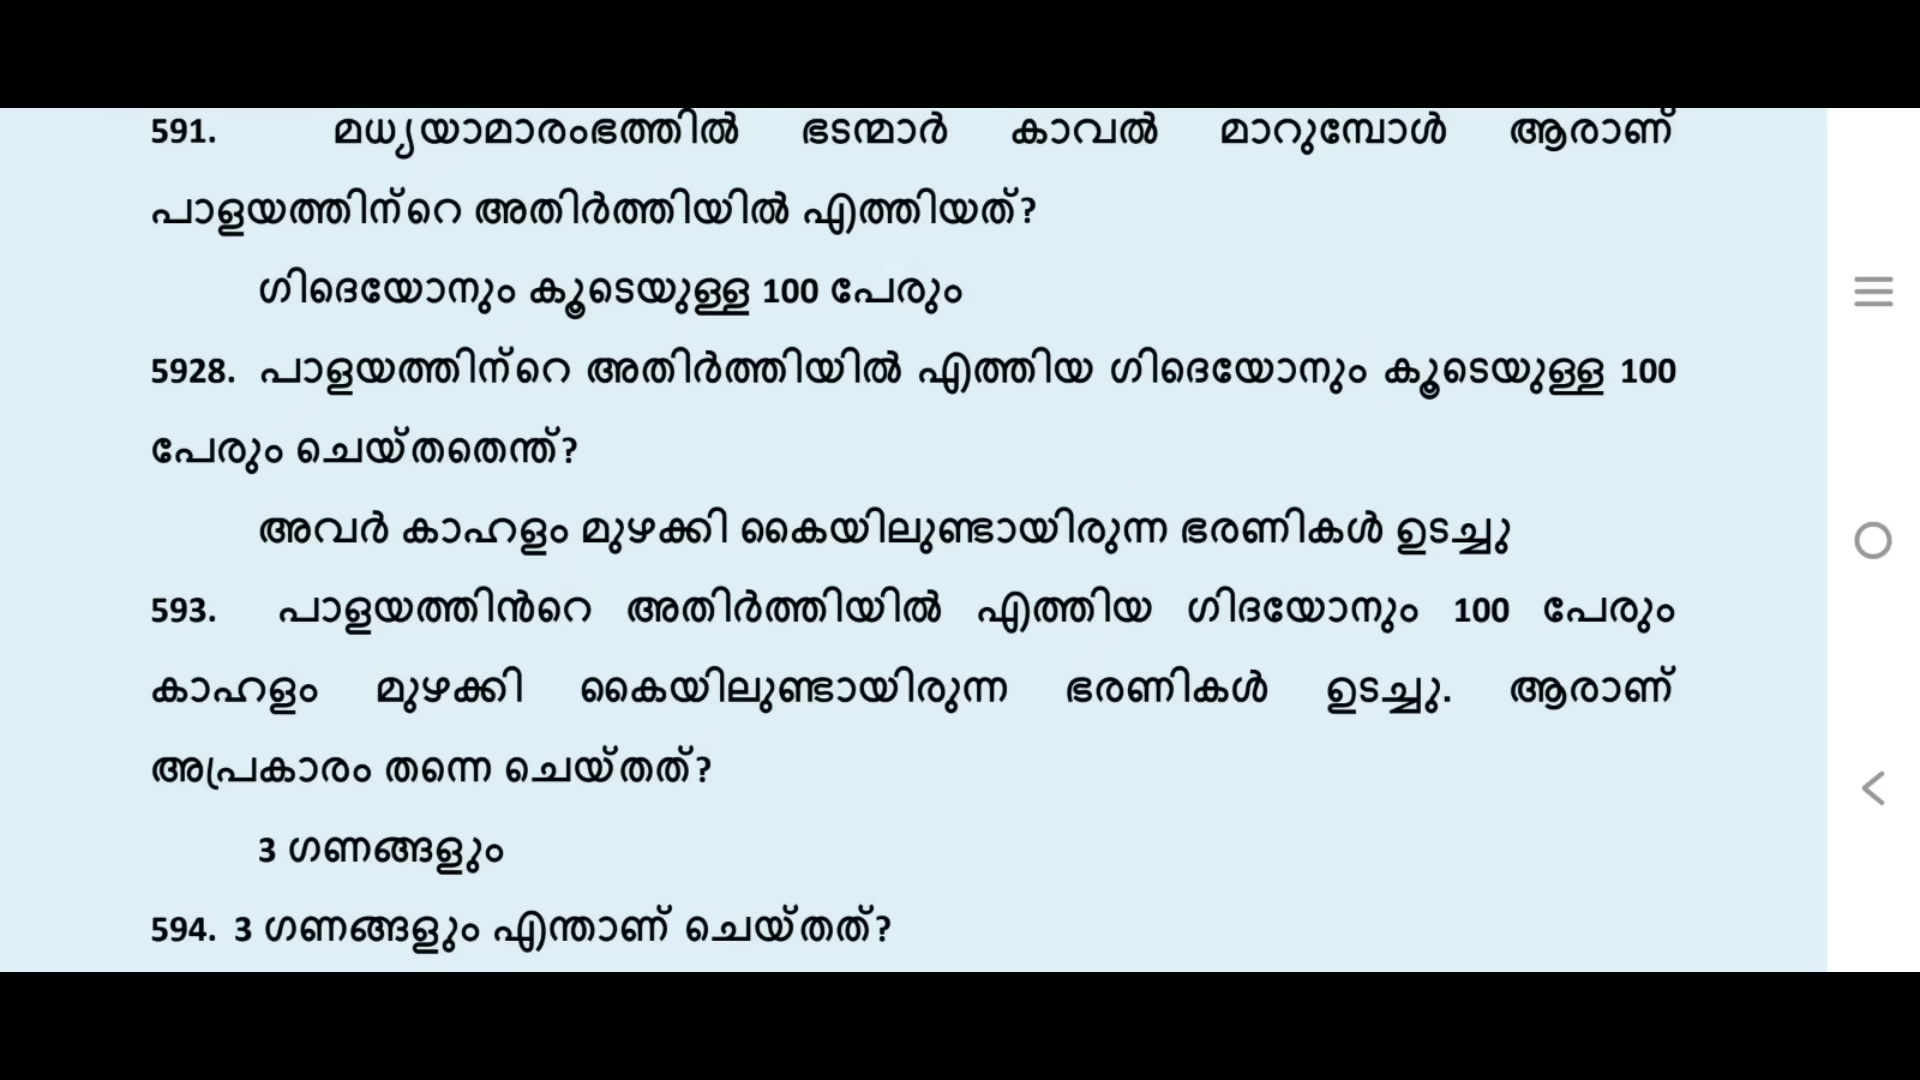 591. മധ്യയാമാരംഭത്തിൽ ഭടന്മാർ കാവൽ മാറുമ്പോൾ ആരാണ്
പാളയത്തിന്റെ അതിർത്തിയിൽ എത്തിയത്?
ഗിദെയോനും കൂടെയുള്ള 100 പേരും
5928. പാളയത്തിന്റെ അതിർത്തിയിൽ എത്തിയ ഗിദെയോനും കൂടെയുള്ള 100
പേരും ചെയ്തതെന്ത്?
അവർ കാഹളം മുഴക്കി കൈയിലുണ്ടായിരുന്ന ഭരണികൾ ഉടച്ചു
593. പാളയത്തിൻറെ അതിർത്തിയിൽ എത്തിയ ഗിദയോനും 100 പേരും
കാഹളം മുഴക്കി കൈയിലുണ്ടായിരുന്ന ഭരണികൾ ഉടച്ചു. ആരാണ്
അപ്രകാരം തന്നെ ചെയ്തത്?
3 ഗണങ്ങളും
594. 3 ഗണങ്ങളും എന്താണ് ചെയ്തത്?